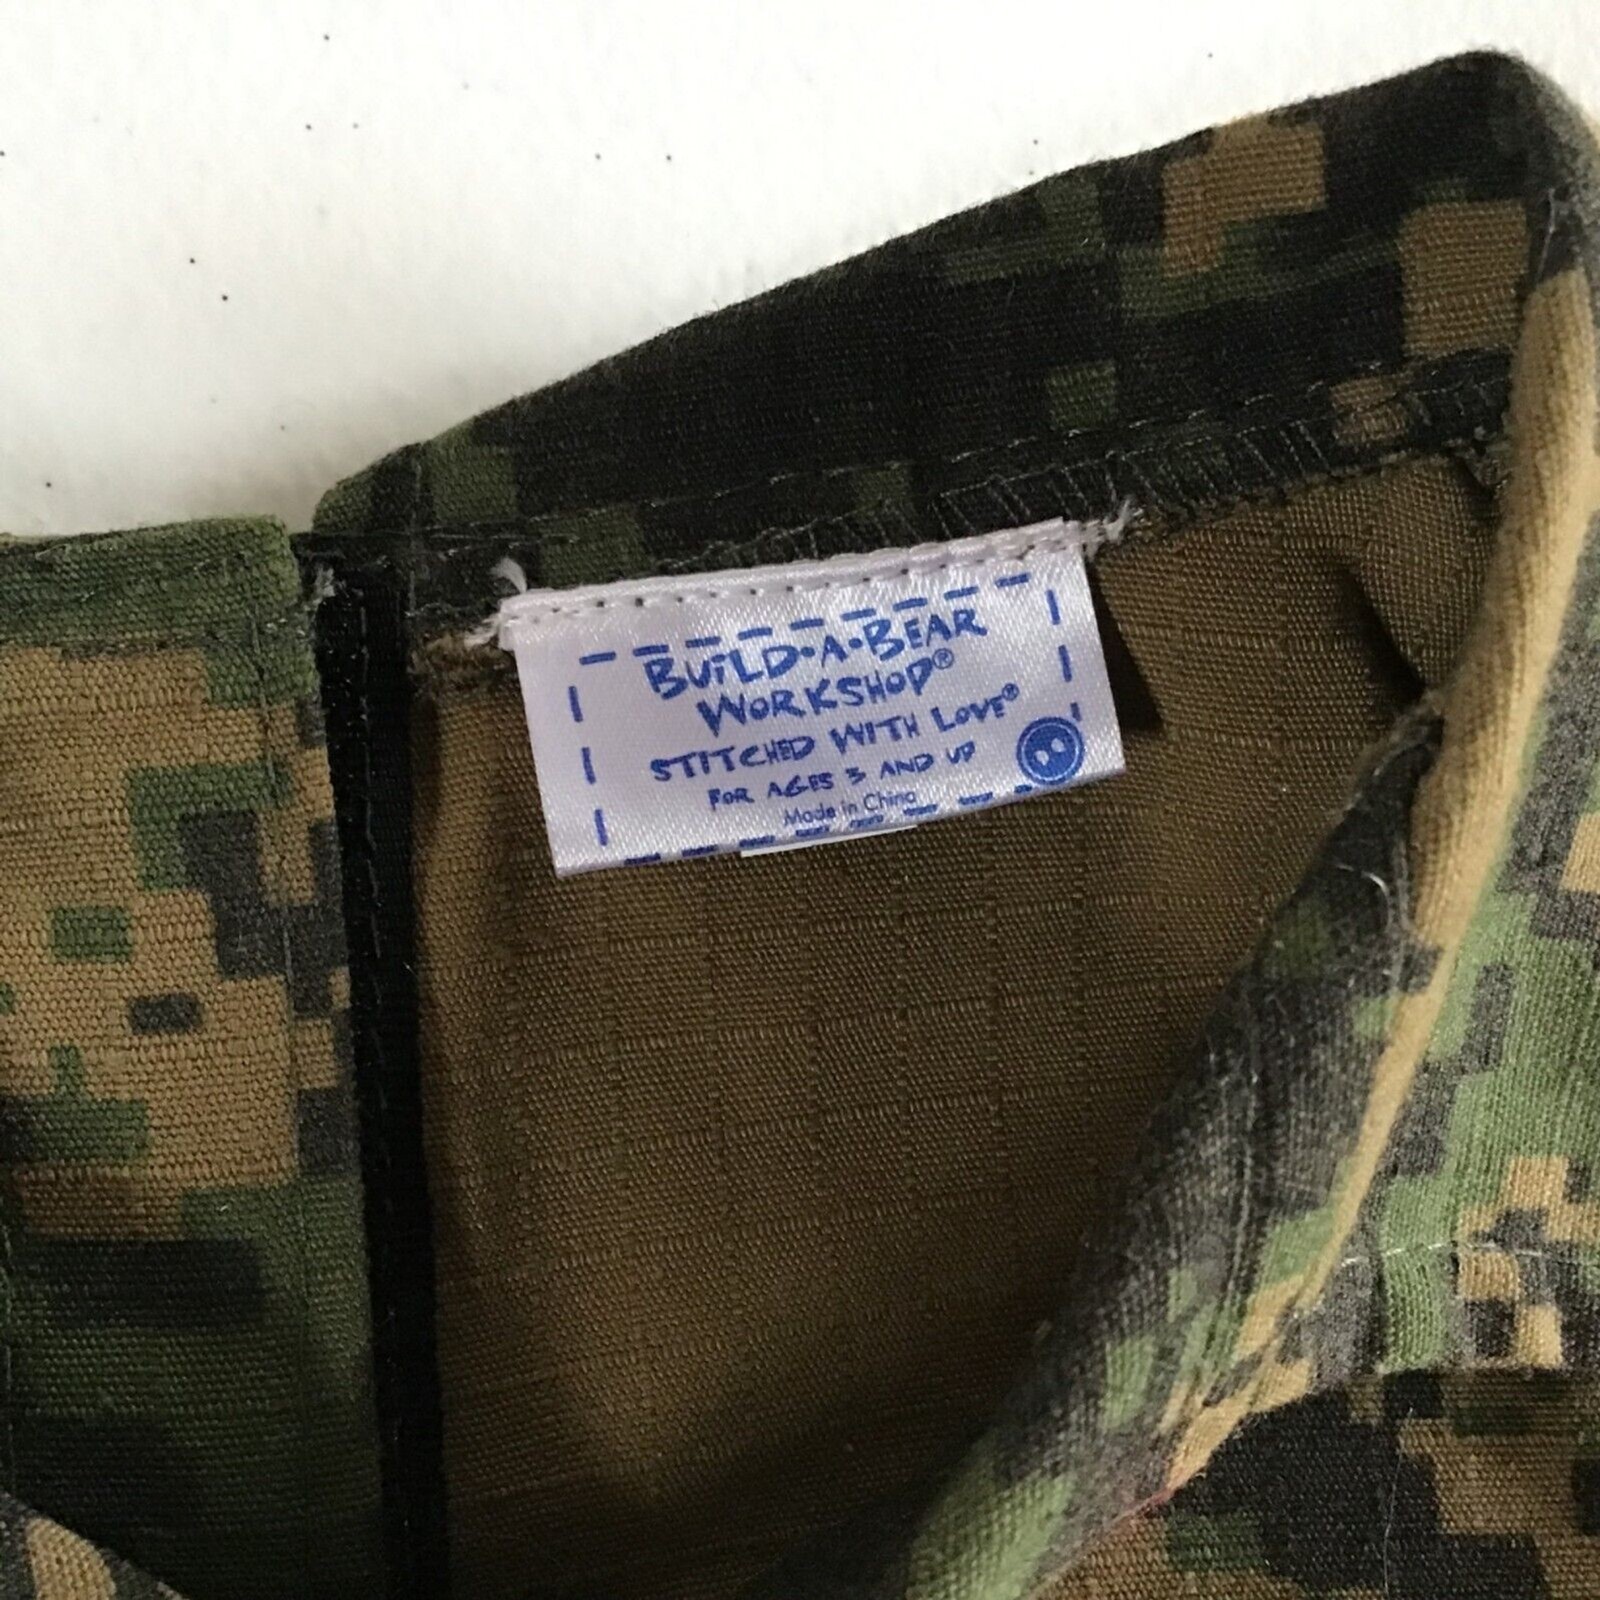 BUILD•A•BEAR
WORKSHOP®
STITCHED WITH LOVE®
FOR AGES 3 AND UP
Made in China